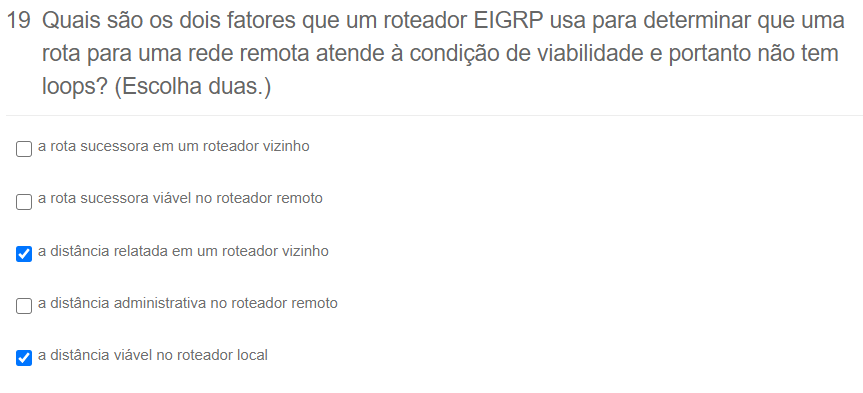 19 Quais são os dois fatores que um roteador EIGRP usa para determinar que uma
rota para uma rede remota atende à condição de viabilidade e portanto não tem
loops? (Escolha duas.)
a rota sucessora em um roteador vizinho
a rota sucessora viável no roteador remoto
a distância relatada em um roteador vizinho
a distância administrativa no roteador remoto
a distância viável no roteador local